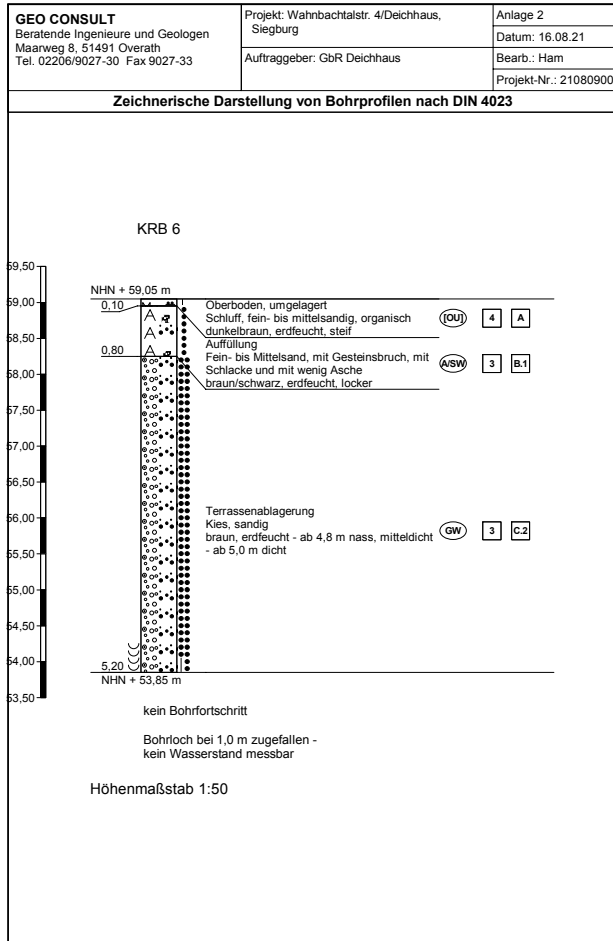 GEO CONSULT
Beratende Ingenieure und Geologen
Maarweg 8, 51491 Overath
Tel. 02206/9027-30 Fax 9027-33
Projekt: Wahnbachtalstr. 4/Deichhaus,
Siegburg
Auftraggeber: GbR Deichhaus
Anlage 2
Datum: 16.08.21
Bearb.: Ham
Projekt-Nr.: 21080900
Zeichnerische Darstellung von Bohrprofilen nach DIN 4023
KRB 6
59,50
59,00
58,50
58,00
57,50
57,00
56,50
56,00
55,50
55,00
54,50
54,00
53,50
NHN + 59,05 m
0,10
Oberboden, umgelagert
Schluff, fein- bis mittelsandig, organisch
dunkelbraun, erdfeucht, steif
[OU] 4 A
0,80
Auffüllung
Fein- bis Mittelsand, mit Gesteinsbruch, mit
Schlacke und mit wenig Asche
braun/schwarz, erdfeucht, locker
A/SW 3 B.1
Terrassenablagerung
Kies, sandig
braun, erdfeucht - ab 4,8 m nass, mitteldicht
- ab 5,0 m dicht
GW 3 C.2
5,20
NHN + 53,85 m
kein Bohrfortschritt
Bohrloch bei 1,0 m zugefallen -
kein Wasserstand messbar
Höhenmaßstab 1:50